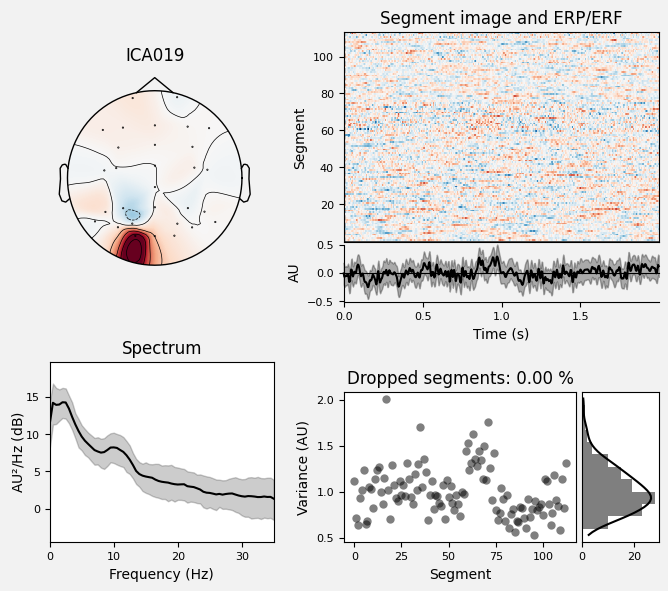 ICA019
Segment image and ERP/ERF
Segment
100
80
60
40
20
AU
0.5
0.0
−0.5
0.0 0.5 1.0 1.5
Time (s)
Spectrum
AU²/Hz (dB)
15
10
5
0
0 10 20 30
Frequency (Hz)
Dropped segments: 0.00 %
Variance (AU)
2.0
1.5
1.0
0.5
0 25 50 75 100
Segment
0 20